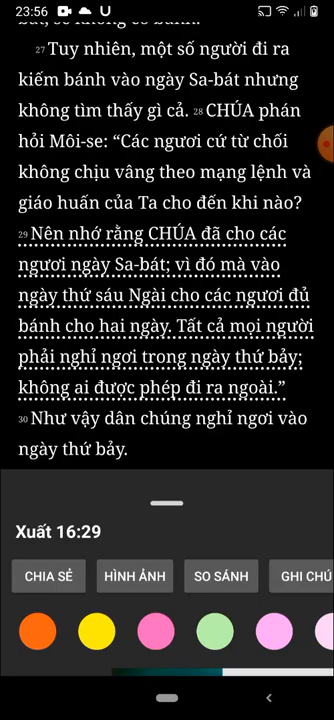 23:56
bát, sẽ không có bánh."
27 Tuy nhiên, một số người đi ra
kiếm bánh vào ngày Sa-bát nhưng
không tìm thấy gì cả. 28 CHÚA phán
hỏi Môi-se: “Các ngươi cứ từ chối
không chịu vâng theo mạng lệnh và
giáo huấn của Ta cho đến khi nào?
29 Nên nhớ rằng CHÚA đã cho các
ngươi ngày Sa-bát; vì đó mà vào
ngày thứ sáu Ngài cho các ngươi đủ
bánh cho hai ngày. Tất cả mọi người
phải nghỉ ngơi trong ngày thứ bảy;
không ai được phép đi ra ngoài.”
30 Như vậy dân chúng nghỉ ngơi vào
ngày thứ bảy.
Xuất 16:29
CHIA SẺ HÌNH ẢNH SO SÁNH GHI CHÚ